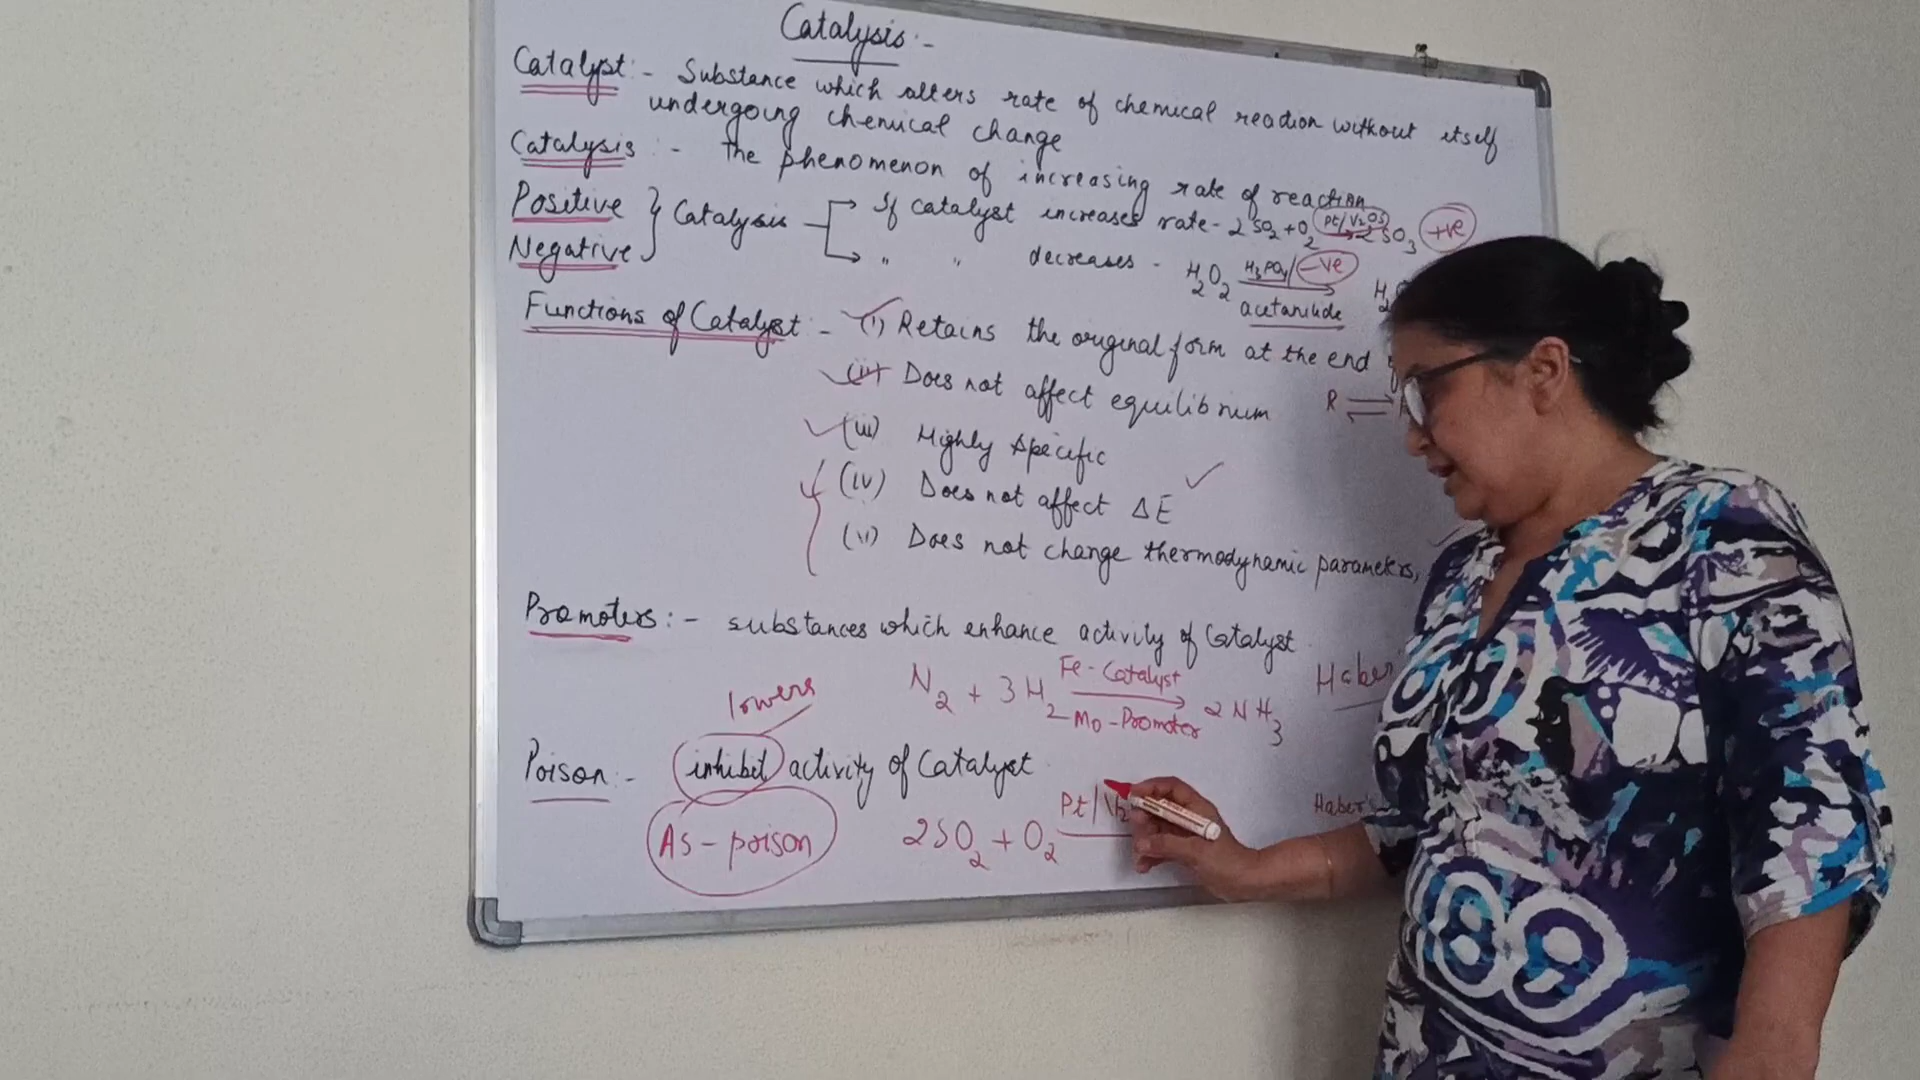 Catalysis :-
Catalyst :- Substance which alters rate of chemical reaction without itself
undergoing chemical change
Catalysis :- The phenomenon of increasing rate of reaction
Positive
Negative } Catalysis → If catalyst increases rate - 2SO2 + O2 Pt/V2O5 → 2SO3 +ve
→ " " decreases - H2O2 H3PO4/ -ve → acetanilide H2
Functions of Catalyst :- (i) Retains the original form at the end
(ii) Does not affect equilibrium R ⇌
(iii) Highly specific
(iv) Does not affect ΔE
(v) Does not change thermodynamic parameters,
Promoters :- substances which enhance activity of Catalyst
N2 + 3H2 Fe-Catalyst → Mo-Promoter 2NH3 Haber'
lowers
Poison :- inhibit activity of Catalyst
As - poison 2SO2 + O2 Pt/V2 Haber's